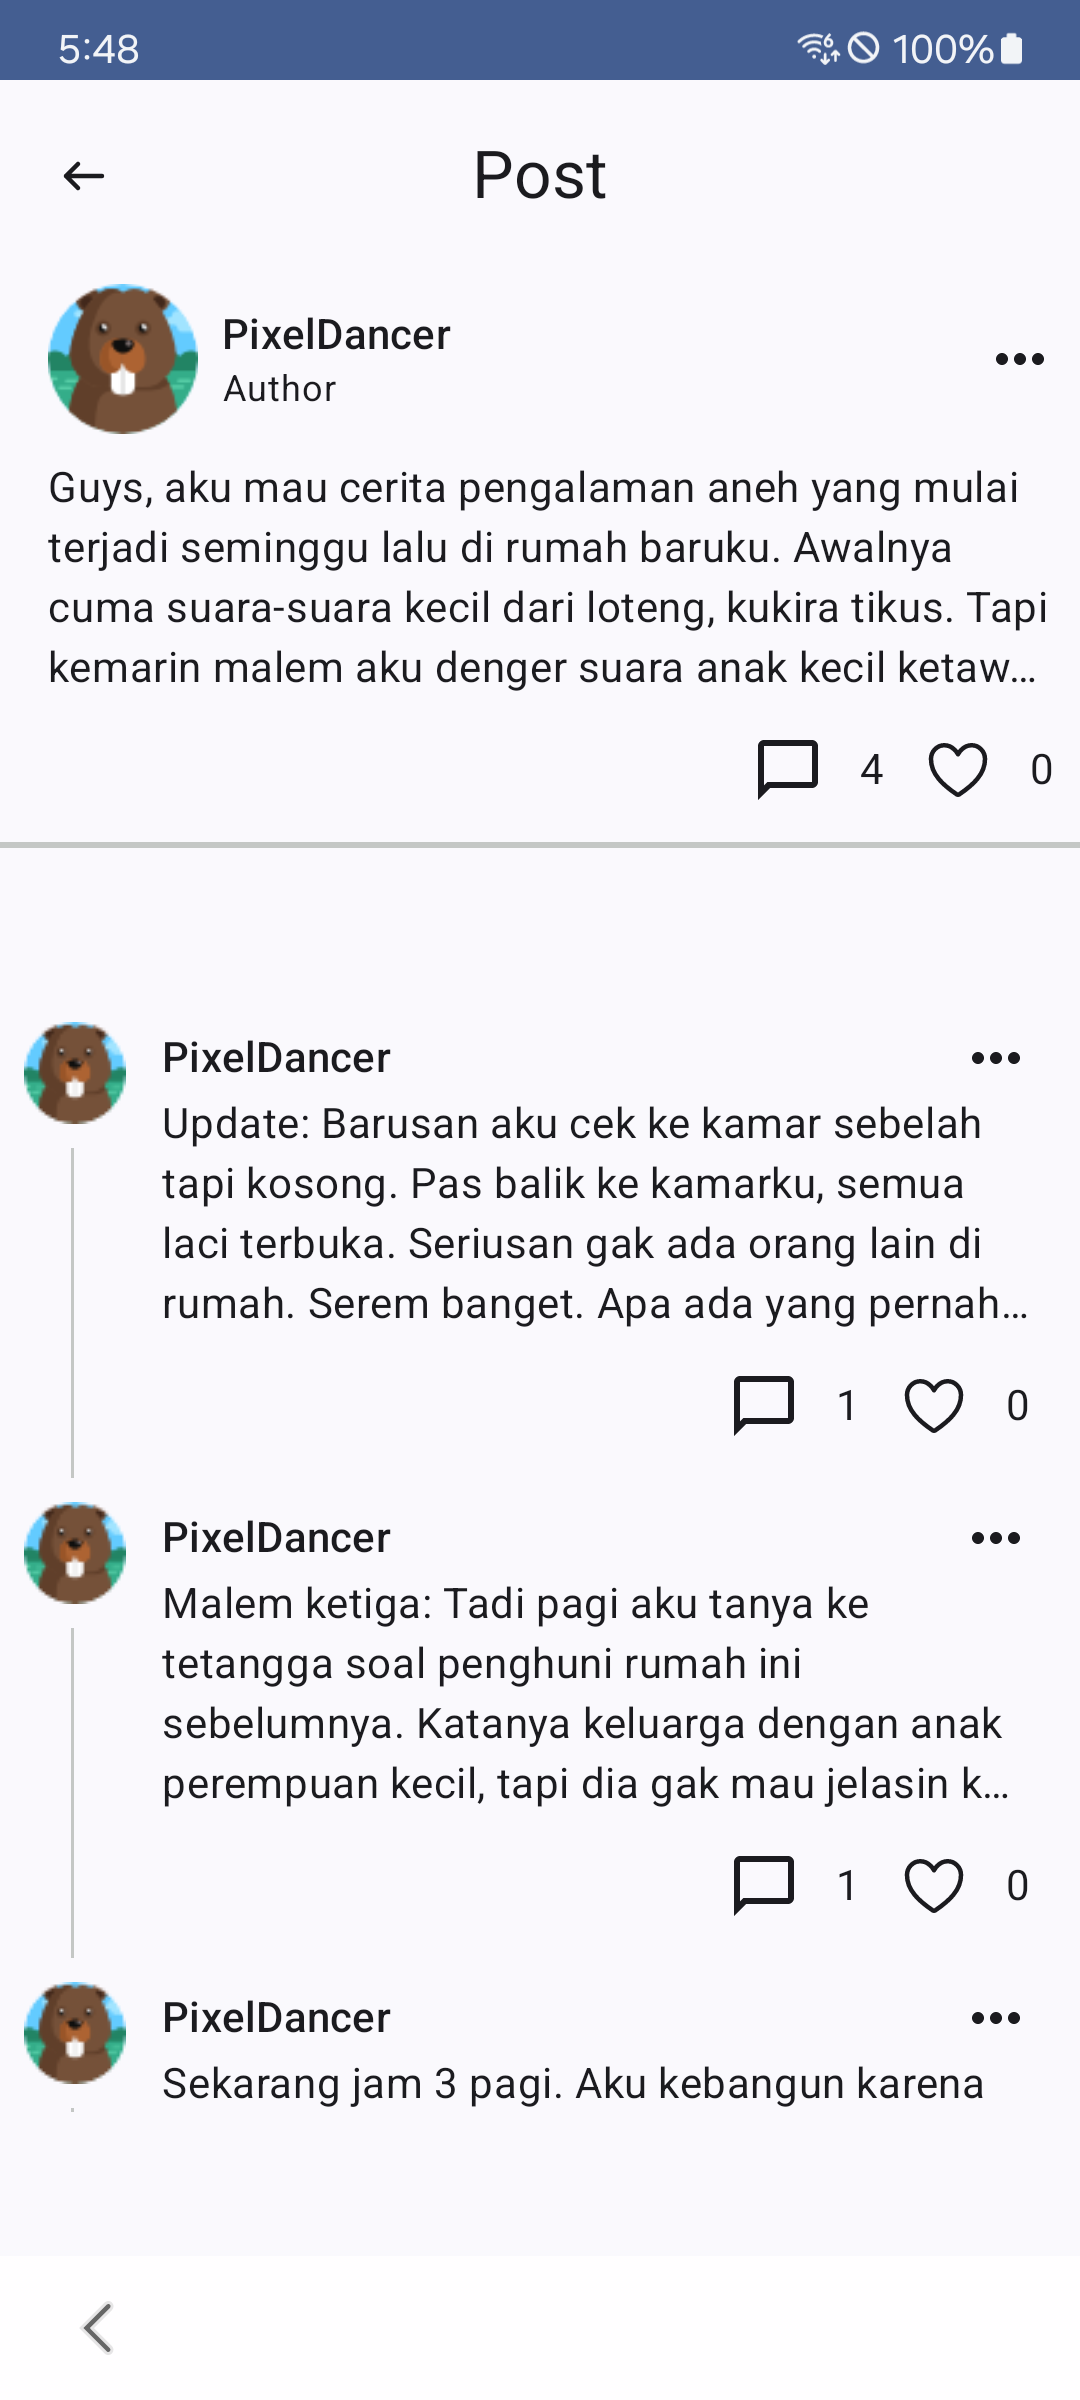 5:48
6
100%
Post
PixelDancer
Author
Guys, aku mau cerita pengalaman aneh yang mulai
terjadi seminggu lalu di rumah baruku. Awalnya
cuma suara-suara kecil dari loteng, kukira tikus. Tapi
kemarin malem aku denger suara anak kecil ketaw...
4
0
PixelDancer
Update: Barusan aku cek ke kamar sebelah
tapi kosong. Pas balik ke kamarku, semua
laci terbuka. Seriusan gak ada orang lain di
rumah. Serem banget. Apa ada yang pernah...
1
0
PixelDancer
Malem ketiga: Tadi pagi aku tanya ke
tetangga soal penghuni rumah ini
sebelumnya. Katanya keluarga dengan anak
perempuan kecil, tapi dia gak mau jelasin k...
1
0
PixelDancer
Sekarang jam 3 pagi. Aku kebangun karena